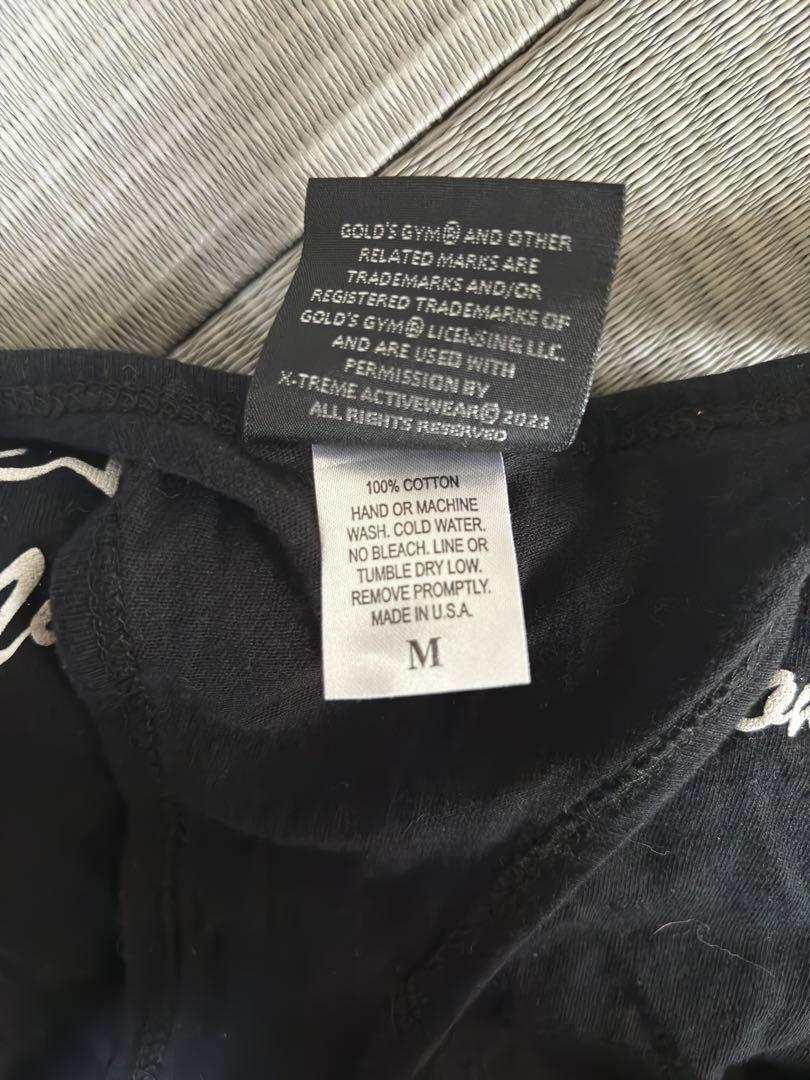 GOLD'S GYM® AND OTHER
RELATED MARKS ARE
TRADEMARKS AND/OR
REGISTERED TRADEMARKS OF
GOLD'S GYM® LICENSING LLC.
AND ARE USED WITH
PERMISSION BY
X-TREME ACTIVEWEAR© 2022
ALL RIGHTS RESERVED
100% COTTON
HAND OR MACHINE
WASH. COLD WATER.
NO BLEACH. LINE OR
TUMBLE DRY LOW.
REMOVE PROMPTLY.
MADE IN U.S.A.
M